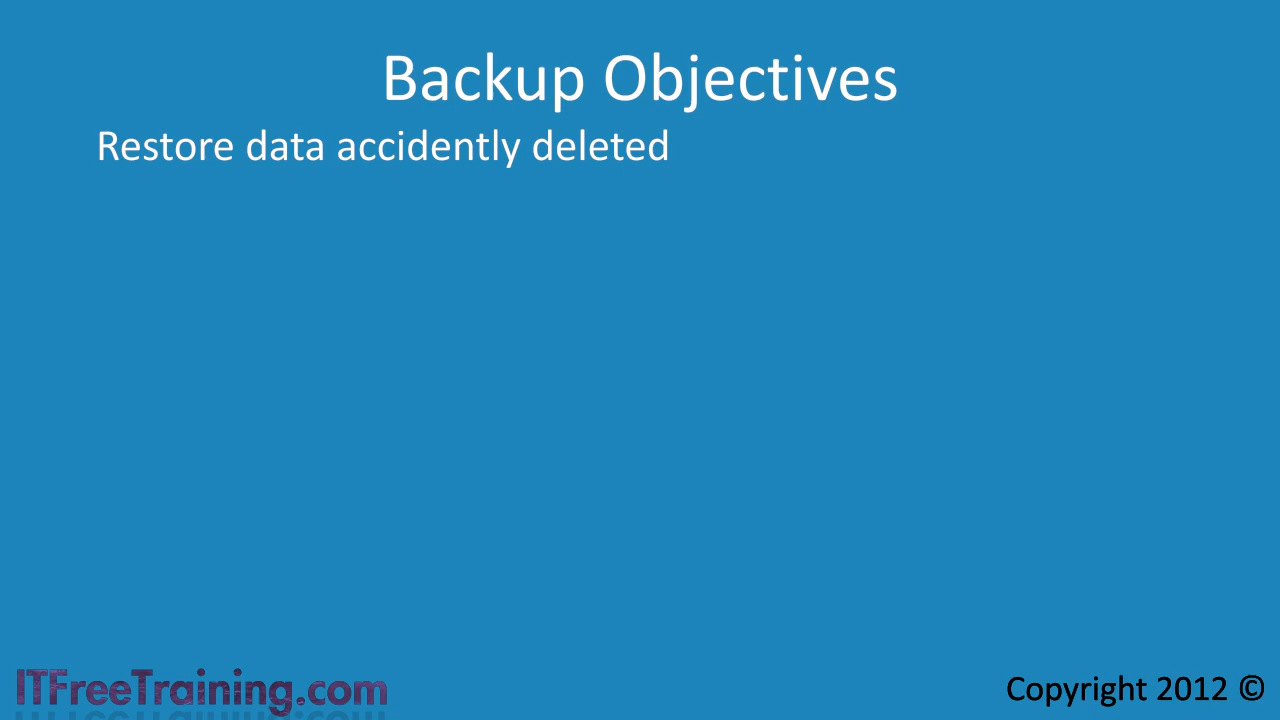 Backup Objectives
Restore data accidently deleted
ITFreeTraining.com
Copyright 2012 ©